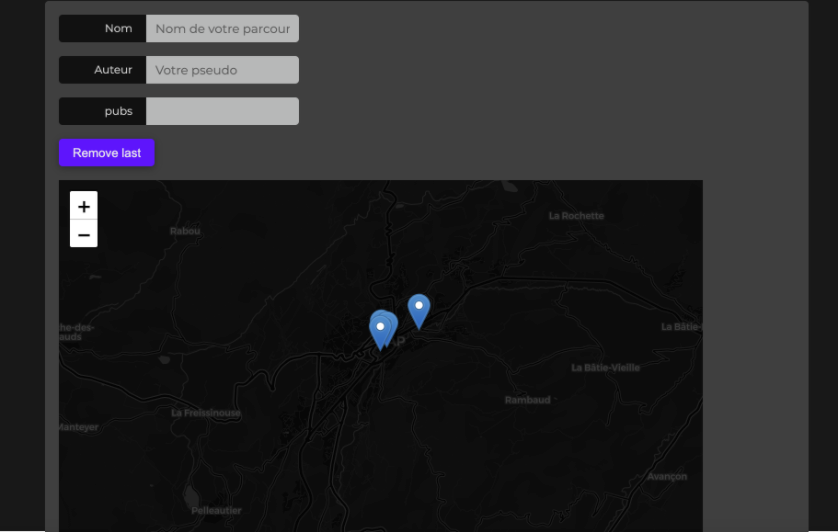 Nom
Nom de votre parcour
Auteur
Votre pseudo
pubs
Remove last
+
−
La Rochette
Rabou
che-des-
auds
La Bâtie-
La Bâtie-Vieille
Rambaud
La Freissinouse
Manteyer
Avançon
Pelleautier